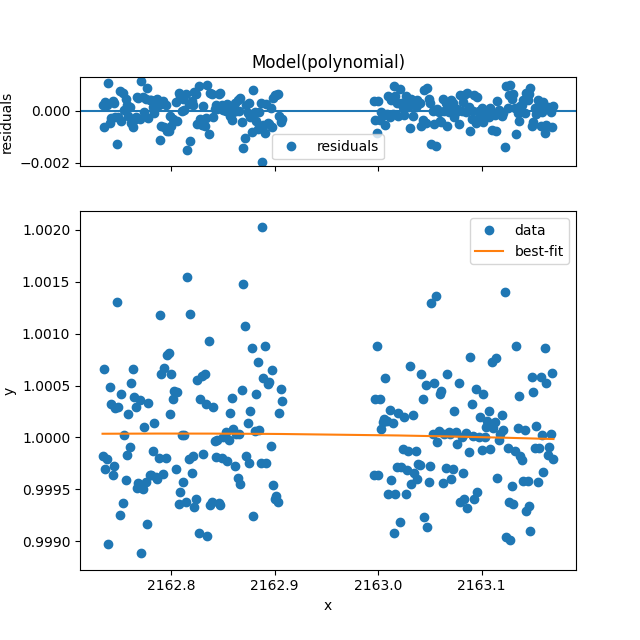 Model(polynomial)
residuals
0.000
−0.002
residuals
1.0020
1.0015
1.0010
1.0005
1.0000
0.9995
0.9990
y
data
best-fit
2162.8 2162.9 2163.0 2163.1
x